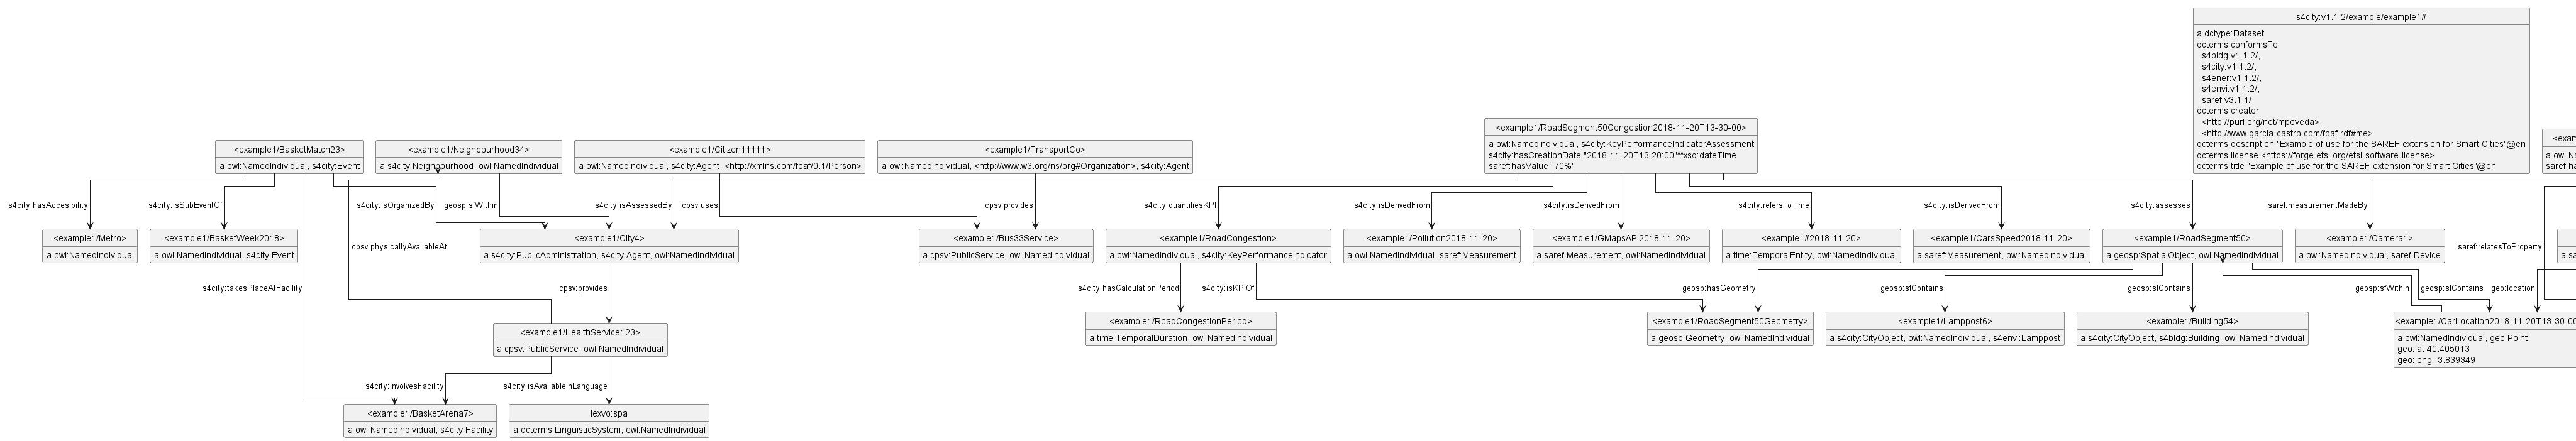 s4city:v1.1.2/example/example1#
a dctype:Dataset
dcterms:conformsTo
s4bldg:v1.1.2/,
s4city:v1.1.2/,
s4ener:v1.1.2/,
s4envi:v1.1.2/,
saref:v3.1.1/
dcterms:creator
<http://purl.org/net/mpoveda>,
<http://www.garcia-castro.com/foaf.rdf#me>
dcterms:description "Example of use for the SAREF extension for Smart Cities"@en
dcterms:license <https://forge.etsi.org/etsi-software-license>
dcterms:title "Example of use for the SAREF extension for Smart Cities"@en
<example1/RoadSegment50Congestion2018-11-20T13-30-00>
a owl:NamedIndividual, s4city:KeyPerformanceIndicatorAssessment
s4city:hasCreationDate "2018-11-20T13:20:00"^^xsd:dateTime
saref:hasValue "70%"
<example1/BasketMatch23>
a owl:NamedIndividual, s4city:Event
<example1/Neighbourhood34>
a s4city:Neighbourhood, owl:NamedIndividual
<example1/Citizen11111>
a owl:NamedIndividual, s4city:Agent, <http://xmlns.com/foaf/0.1/Person>
<example1/TransportCo>
a owl:NamedIndividual, <http://www.w3.org/ns/org#Organization>, s4city:Agent
s4city:hasAccesibility
s4city:isSubEventOf
s4city:isOrganizedBy
geosp:sfWithin
s4city:isAssessedBy
cpsv:uses
cpsv:provides
s4city:quantifiesKPI
s4city:isDerivedFrom
s4city:isDerivedFrom
s4city:refersToTime
s4city:isDerivedFrom
s4city:assesses
saref:measurementMadeBy
<example1/Metro>
a owl:NamedIndividual
<example1/BasketWeek2018>
a owl:NamedIndividual, s4city:Event
cpsv:physicallyAvailableAt
<example1/City4>
a s4city:PublicAdministration, s4city:Agent, owl:NamedIndividual
<example1/Bus33Service>
a cpsv:PublicService, owl:NamedIndividual
<example1/RoadCongestion>
a owl:NamedIndividual, s4city:KeyPerformanceIndicator
<example1/Pollution2018-11-20>
a owl:NamedIndividual, saref:Measurement
<example1/GMapsAPI2018-11-20>
a saref:Measurement, owl:NamedIndividual
<example1#2018-11-20>
a time:TemporalEntity, owl:NamedIndividual
<example1/CarsSpeed2018-11-20>
a saref:Measurement, owl:NamedIndividual
<example1/RoadSegment50>
a geosp:SpatialObject, owl:NamedIndividual
<example1/Camera1>
a owl:NamedIndividual, saref:Device
saref:relatesToProperty
s4city:takesPlaceAtFacility
cpsv:provides
s4city:hasCalculationPeriod
s4city:isKPIOf
geosp:hasGeometry
geosp:sfContains
geosp:sfContains
geosp:sfWithin
geosp:sfContains
geo:location
<example1/HealthService123>
a cpsv:PublicService, owl:NamedIndividual
<example1/RoadCongestionPeriod>
a time:TemporalDuration, owl:NamedIndividual
<example1/RoadSegment50Geometry>
a geosp:Geometry, owl:NamedIndividual
<example1/Lamppost6>
a s4city:CityObject, owl:NamedIndividual, s4envi:Lamppost
<example1/Building54>
a s4city:CityObject, s4bldg:Building, owl:NamedIndividual
<example1/CarLocation2018-11-20T13-30-00
a owl:NamedIndividual, geo:Point
geo:lat 40.405013
geo:long -3.839349
s4city:involvesFacility
s4city:isAvailableInLanguage
<example1/BasketArena7>
a owl:NamedIndividual, s4city:Facility
lexvo:spa
a dcterms:LinguisticSystem, owl:NamedIndividual